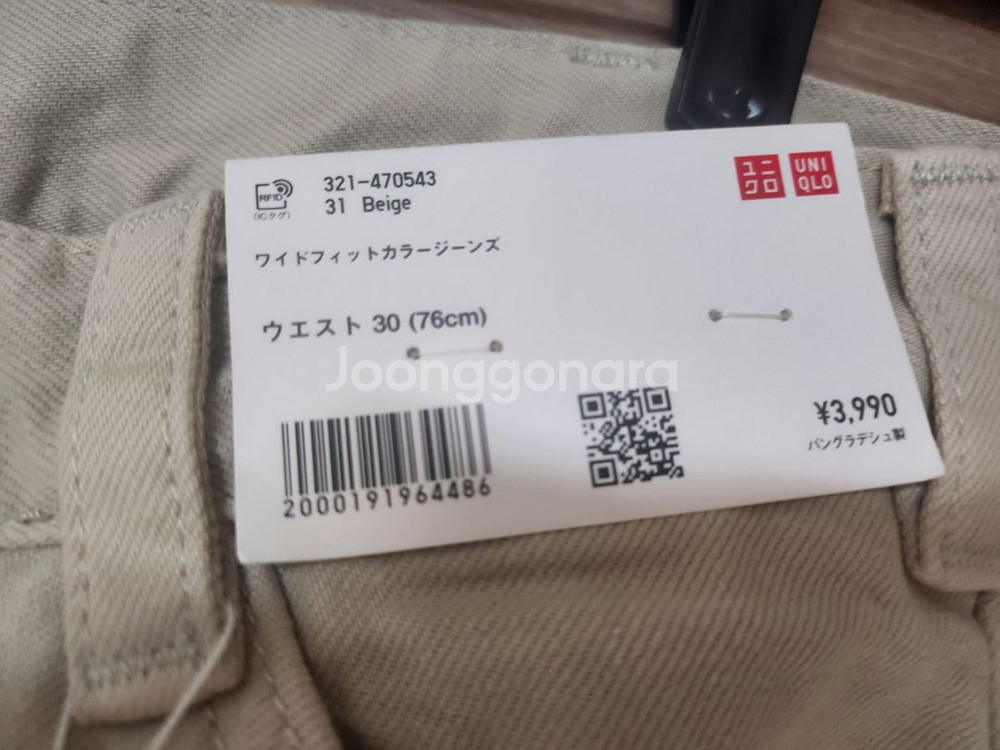 RFID
(ICタグ)
321-470543
31 Beige
ユニ
クロ
UNI
QLO
ワイドフィットカラージーンズ
ウエスト 30 (76cm)
Joonggonara
2000191964486
¥3,990
バングラデシュ製